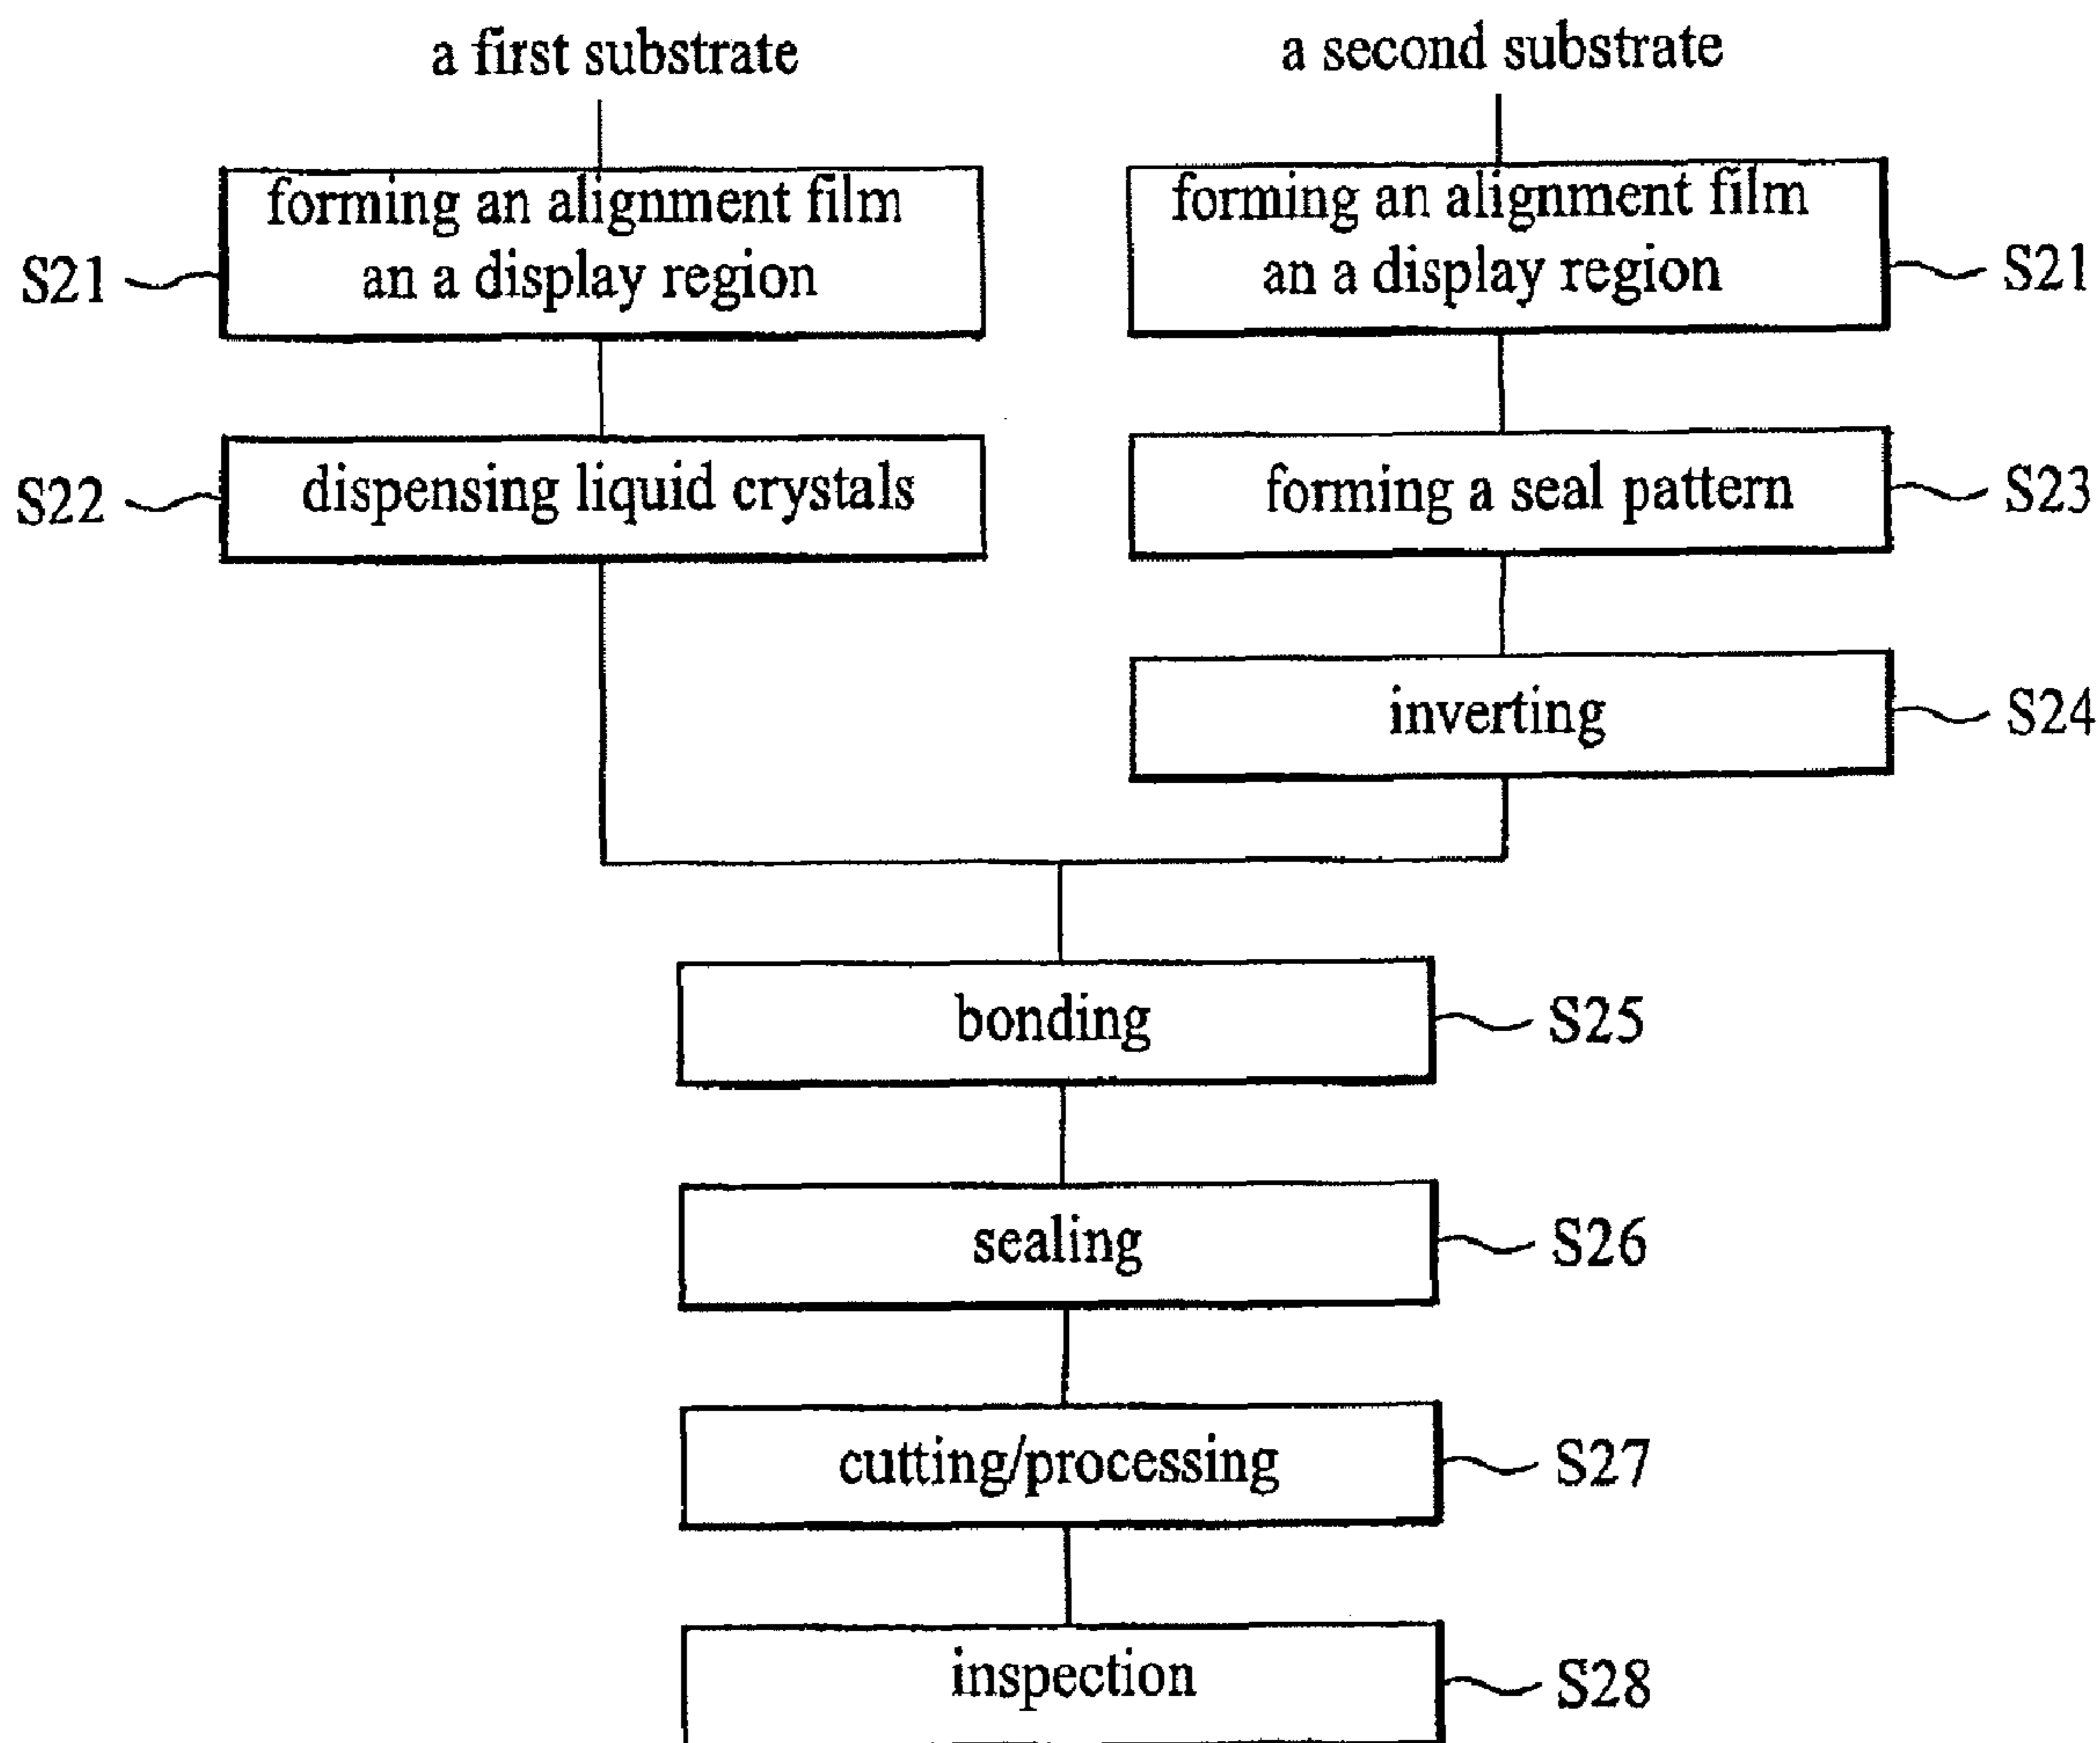 a first substrate
a second substrate
forming an alignment film
an a display region
S21
forming an alignment film
an a display region
S21
S22
dispensing liquid crystals
forming a seal pattern
S23
inverting
S24
bonding
S25
sealing
S26
cutting/processing
S27
inspection
S28